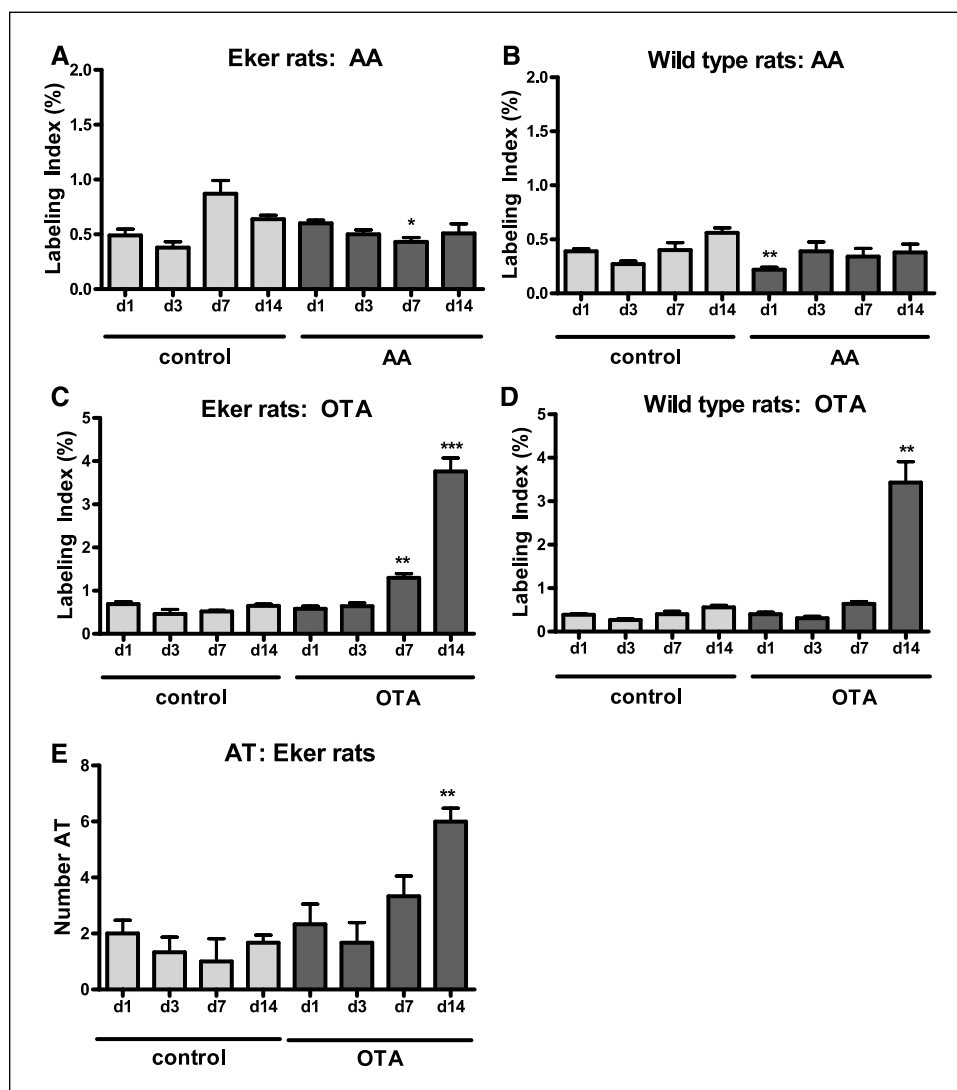 A
Eker rats: AA
Labeling Index (%)
2.0
1.5
1.0
0.5
0.0
*
d1 d3 d7 d14 d1 d3 d7 d14
control AA
B
Wild type rats: AA
Labeling Index (%)
2.0
1.5
1.0
0.5
0.0
**
d1 d3 d7 d14 d1 d3 d7 d14
control AA
C
Eker rats: OTA
Labeling Index (%)
5
4
3
2
1
0
**
***
d1 d3 d7 d14 d1 d3 d7 d14
control OTA
D
Wild type rats: OTA
Labeling Index (%)
5
4
3
2
1
0
**
d1 d3 d7 d14 d1 d3 d7 d14
control OTA
E
AT: Eker rats
Number AT
8
6
4
2
0
**
d1 d3 d7 d14 d1 d3 d7 d14
control OTA